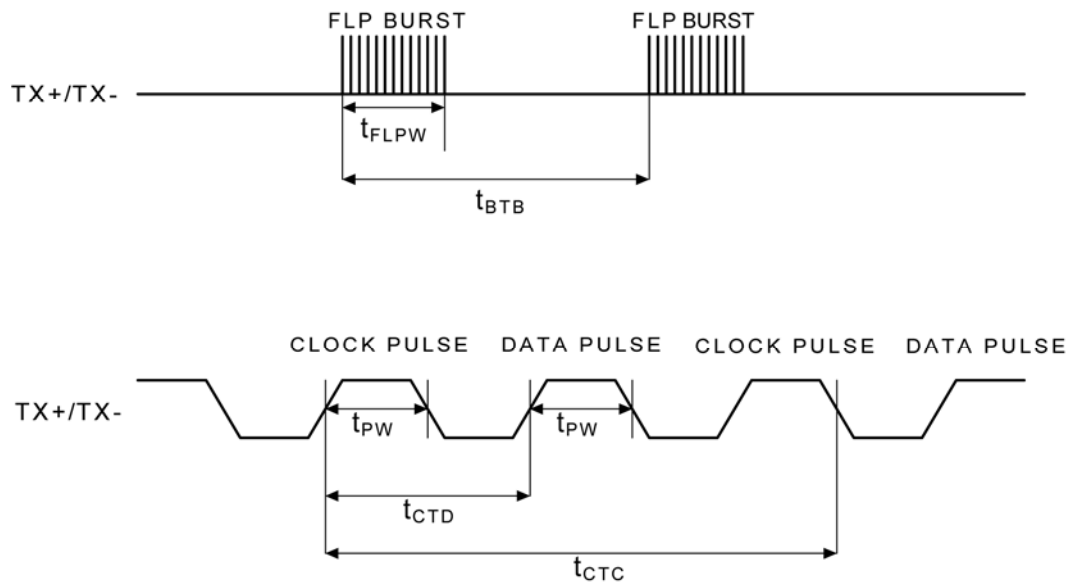 FLP BURST FLP BURST
TX+/TX-
tFLPW
tBTB
CLOCK PULSE DATA PULSE CLOCK PULSE DATA PULSE
TX+/TX-
tPW tPW
tCTD
tCTC